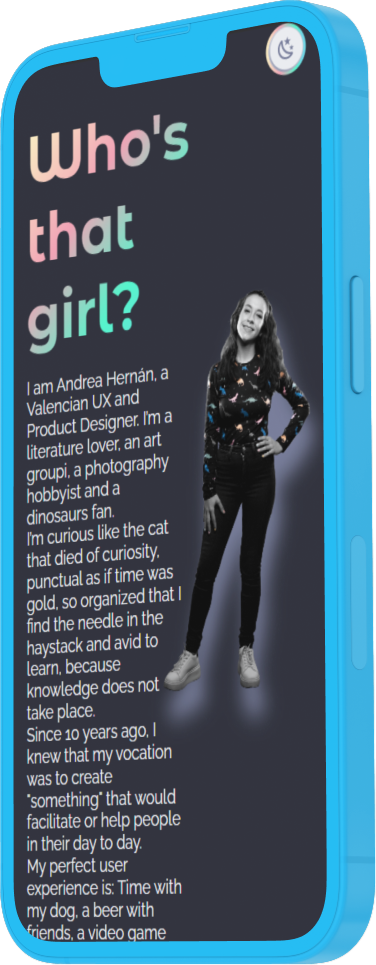 Who's
that
girl?
I am Andrea Hernán, a
Valencian UX and
Product Designer. I'm a
literature lover, an art
groupi, a photography
hobbyist and a
dinosaurs fan.
I'm curious like the cat
that died of curiosity,
punctual as if time was
gold, so organized that I
find the needle in the
haystack and avid to
learn, because
knowledge does not
take place.
Since 10 years ago, I
knew that my vocation
was to create
"something" that would
facilitate or help people
in their day to day.
My perfect user
experience is: Time with
my dog, a beer with
friends, a video game